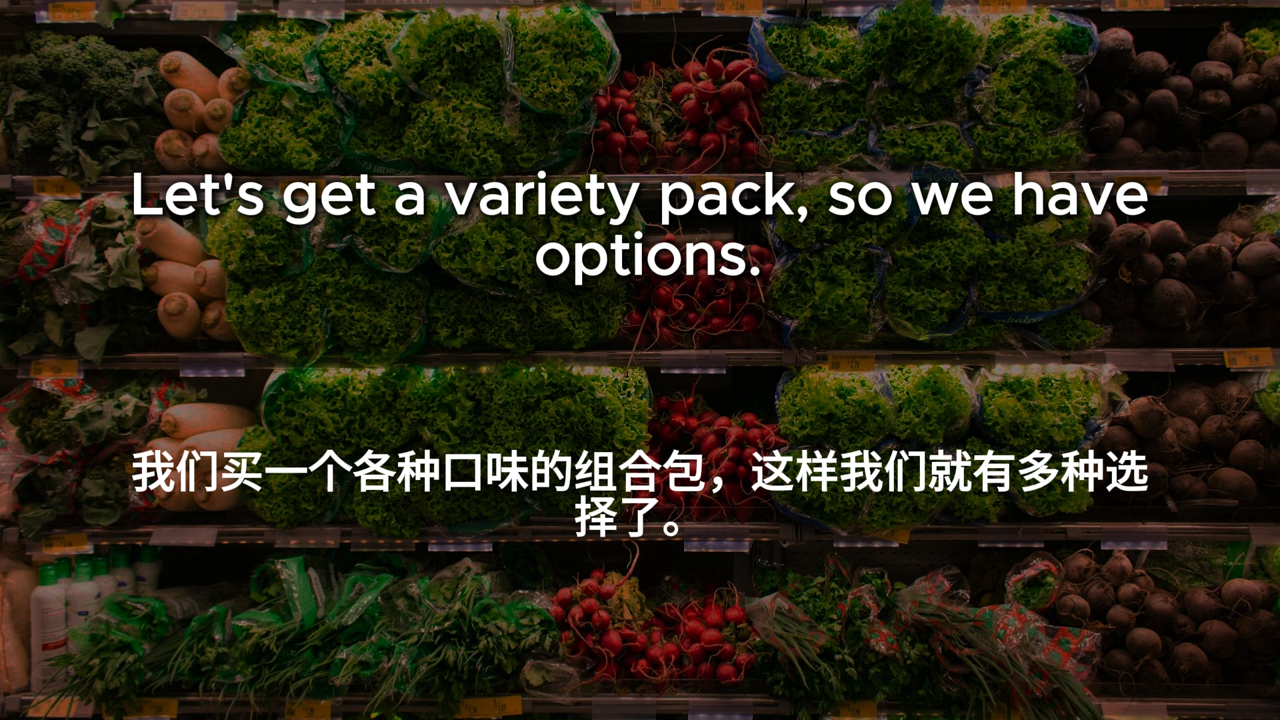 Let's get a variety pack, so we have
options.
我们买一个各种口味的组合包，这样我们就有多种选
择了。